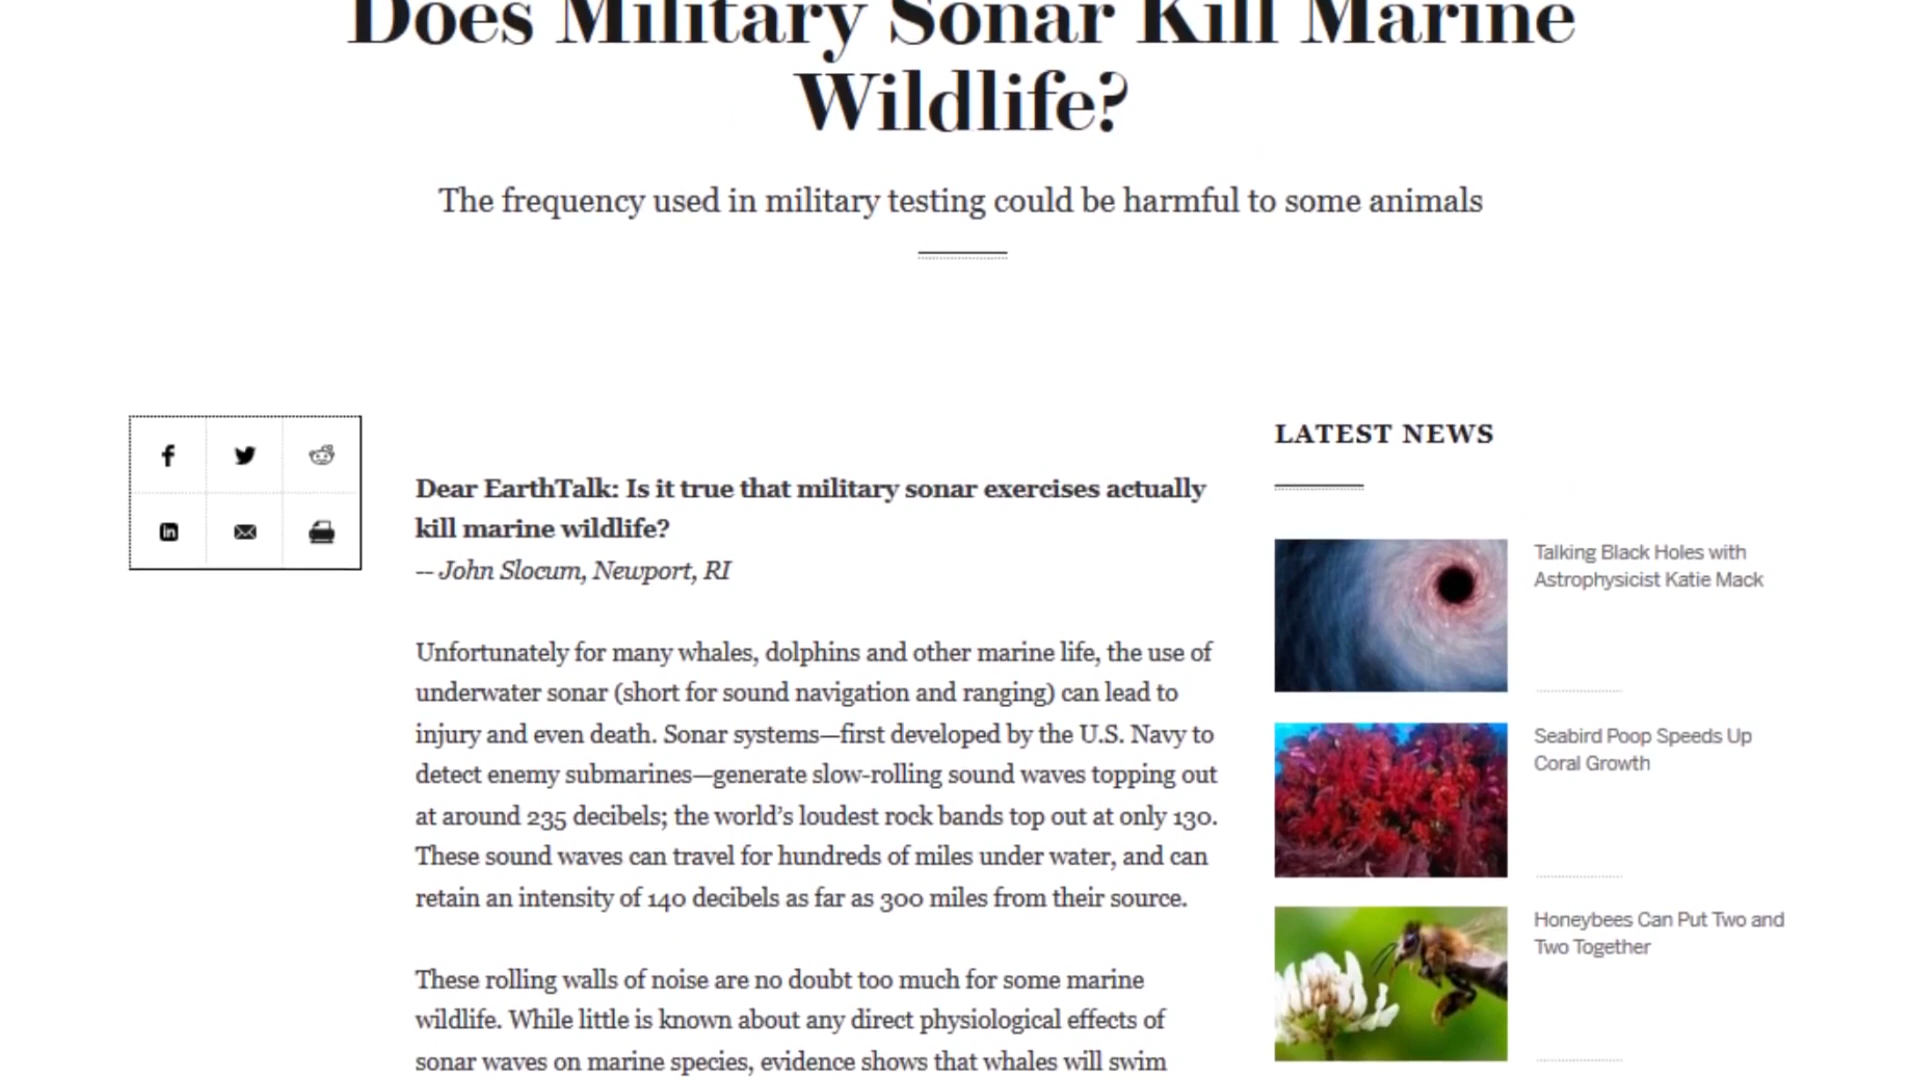 Does Military Sonar Kill Marine
Wildlife?
The frequency used in military testing could be harmful to some animals
Dear EarthTalk: Is it true that military sonar exercises actually
kill marine wildlife?
-- John Slocum, Newport, RI
Unfortunately for many whales, dolphins and other marine life, the use of
underwater sonar (short for sound navigation and ranging) can lead to
injury and even death. Sonar systems—first developed by the U.S. Navy to
detect enemy submarines—generate slow-rolling sound waves topping out
at around 235 decibels; the world’s loudest rock bands top out at only 130.
These sound waves can travel for hundreds of miles under water, and can
retain an intensity of 140 decibels as far as 300 miles from their source.
These rolling walls of noise are no doubt too much for some marine
wildlife. While little is known about any direct physiological effects of
sonar waves on marine species, evidence shows that whales will swim
LATEST NEWS
Talking Black Holes with
Astrophysicist Katie Mack
Seabird Poop Speeds Up
Coral Growth
Honeybees Can Put Two and
Two Together